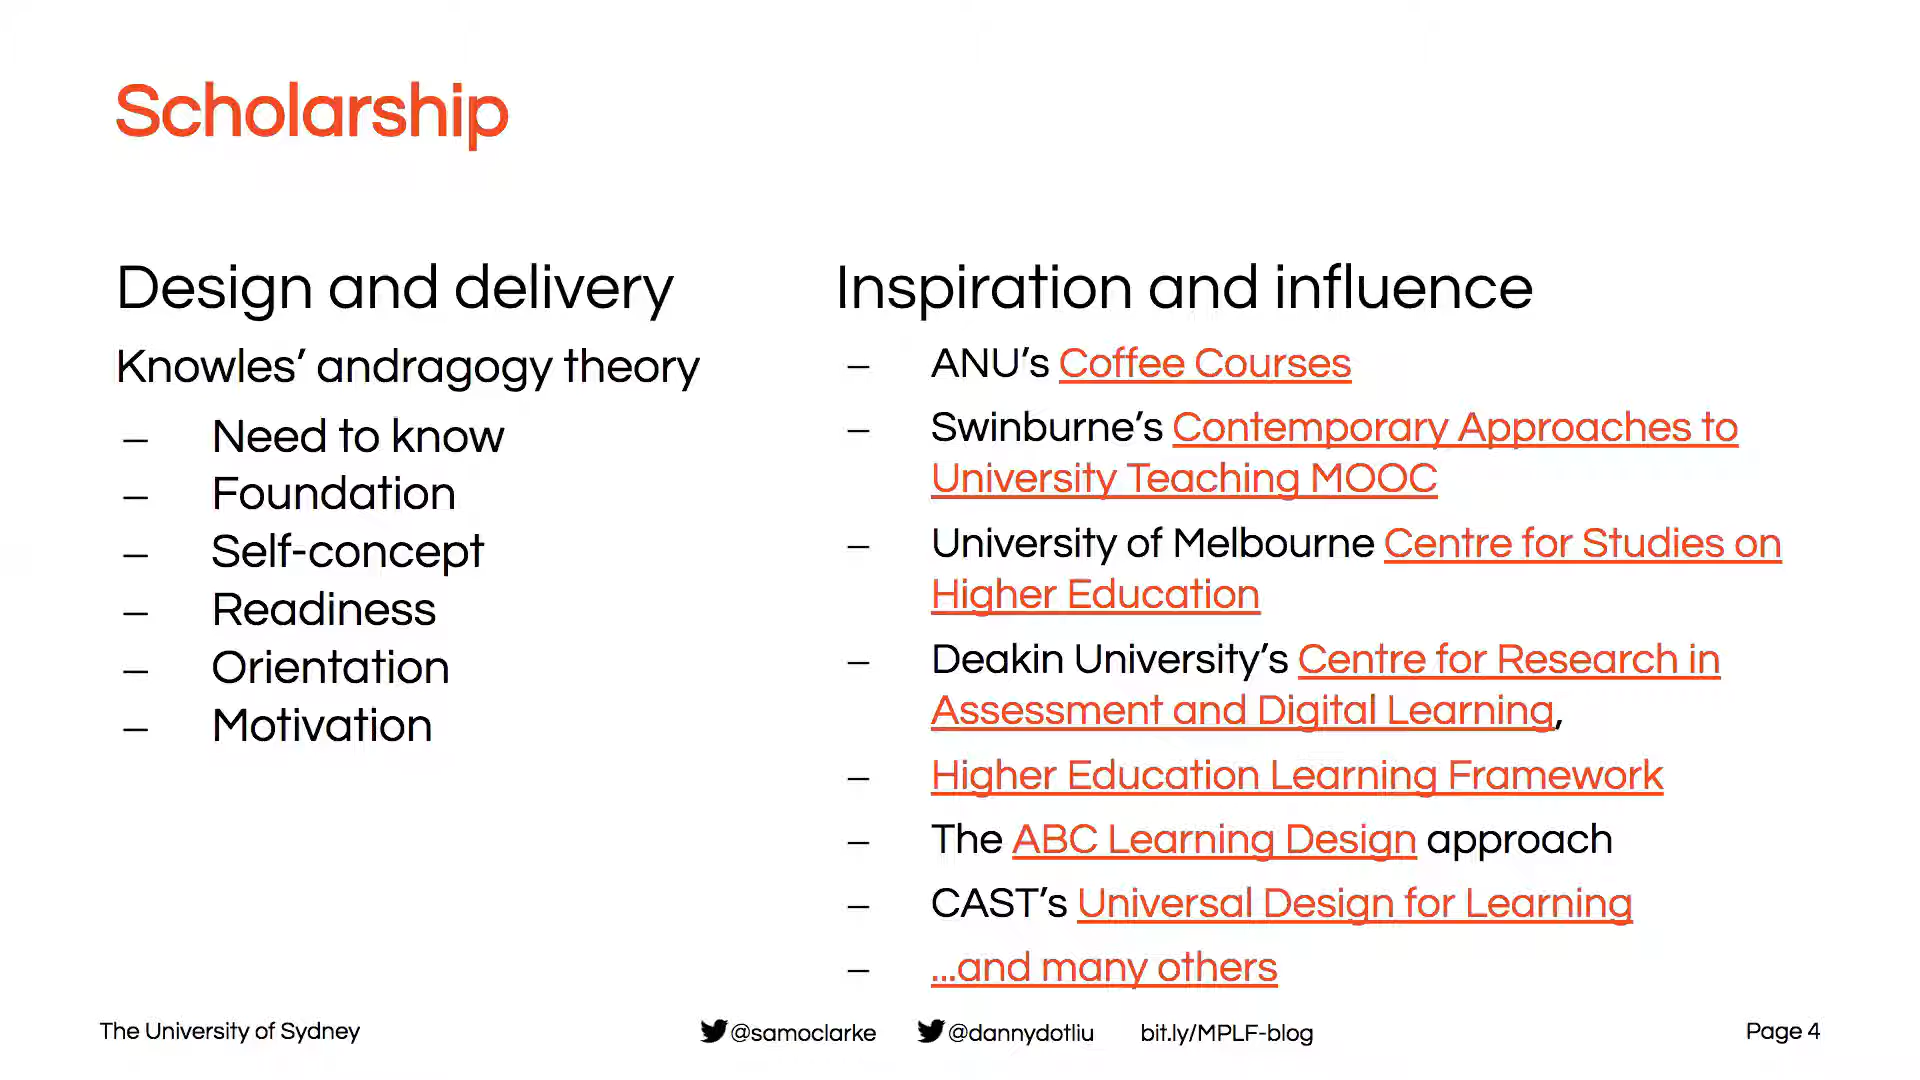 Scholarship
Design and delivery
Knowles’ andragogy theory
– Need to know
– Foundation
– Self-concept
– Readiness
– Orientation
– Motivation
Inspiration and influence
– ANU’s Coffee Courses
– Swinburne’s Contemporary Approaches to
University Teaching MOOC
– University of Melbourne Centre for Studies on
Higher Education
– Deakin University’s Centre for Research in
Assessment and Digital Learning,
– Higher Education Learning Framework
– The ABC Learning Design approach
– CAST’s Universal Design for Learning
– ...and many others
The University of Sydney
@samoclarke
@dannydotliu
bit.ly/MPLF-blog
Page 4